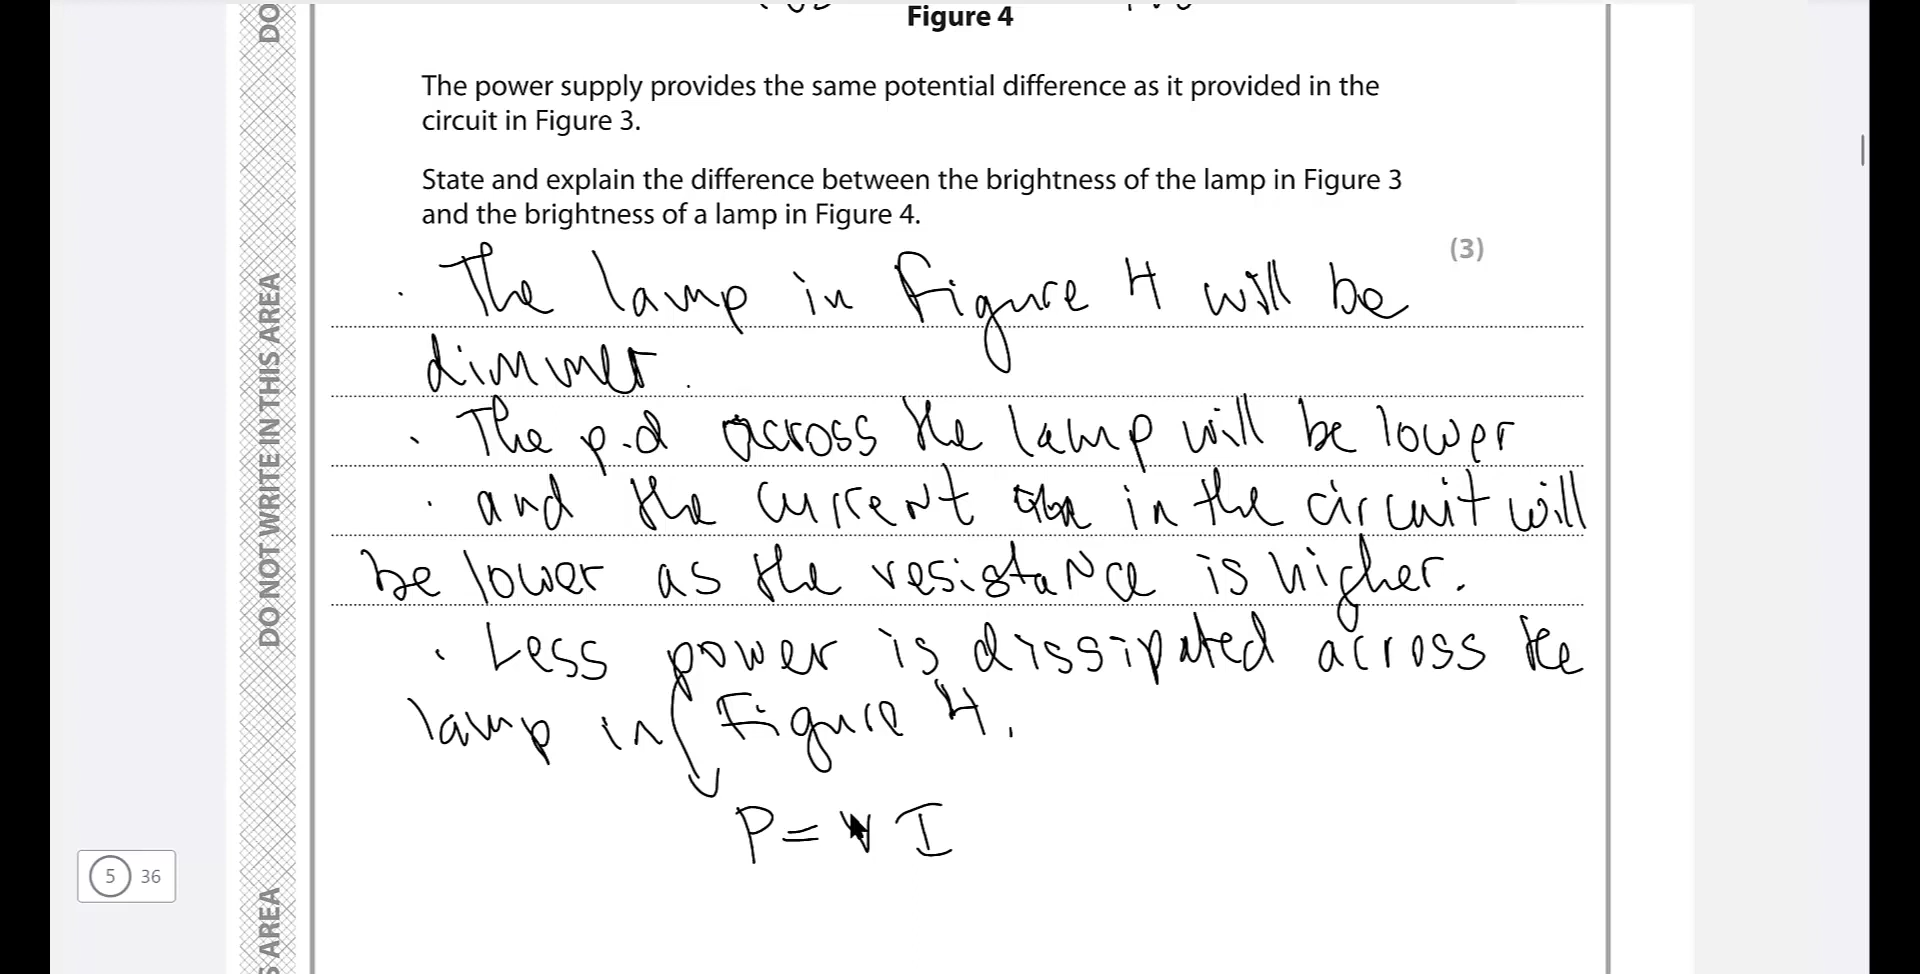 DO
Figure 4
The power supply provides the same potential difference as it provided in the
circuit in Figure 3.
State and explain the difference between the brightness of the lamp in Figure 3
and the brightness of a lamp in Figure 4.
(3)
· The lamp in Figure 4 will be
dimmer.
· The p.d across the lamp will be lower
· and the current in the circuit will
be lower as the resistance is higher.
· Less power is dissipated across the
lamp in Figure 4.
P = V I
DO NOT WRITE IN THIS AREA
5 36
S AREA